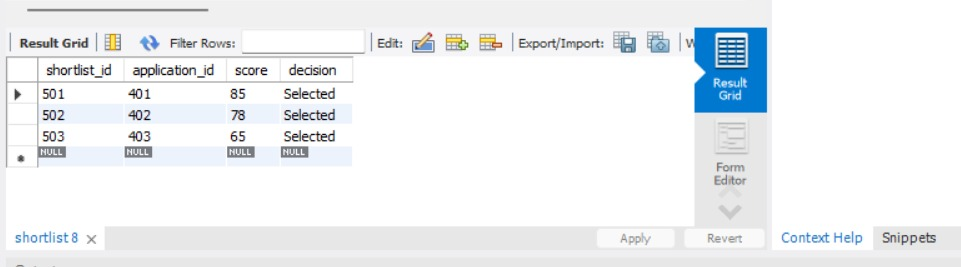 Result Grid Filter Rows: Edit: Export/Import: W
shortlist_id application_id score decision
501 401 85 Selected
502 402 78 Selected
503 403 65 Selected
NULL NULL NULL NULL
Result
Grid
Form
Editor
shortlist 8 Apply Revert Context Help Snippets